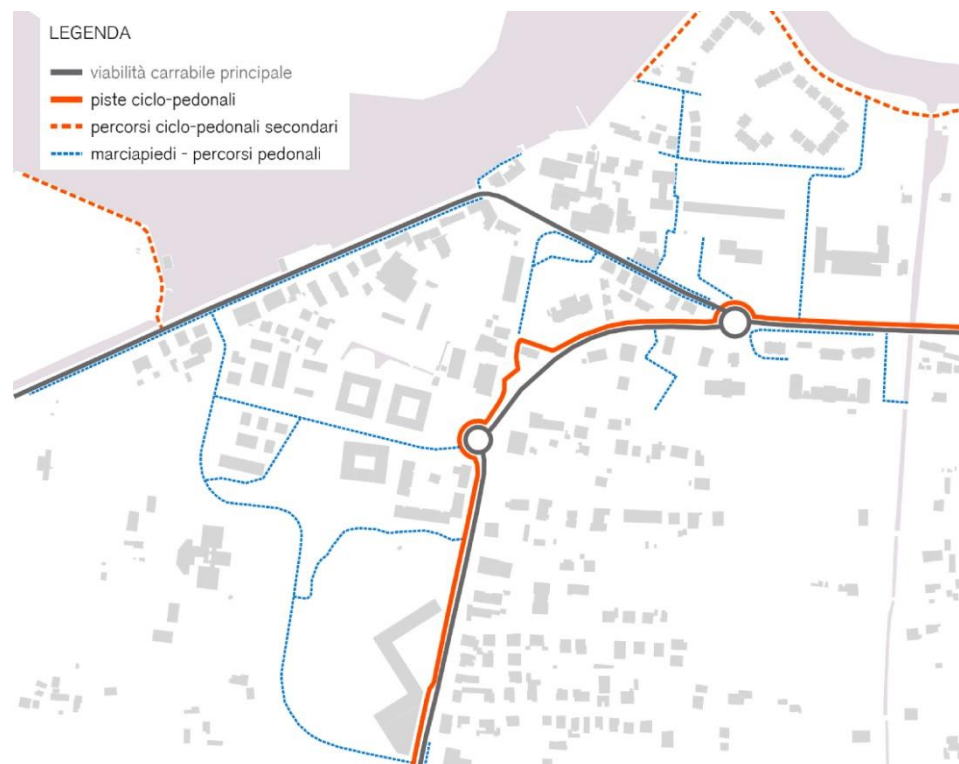 LEGENDA
viabilità carrabile principale
piste ciclo-pedonali
percorsi ciclo-pedonali secondari
marciapiedi - percorsi pedonali